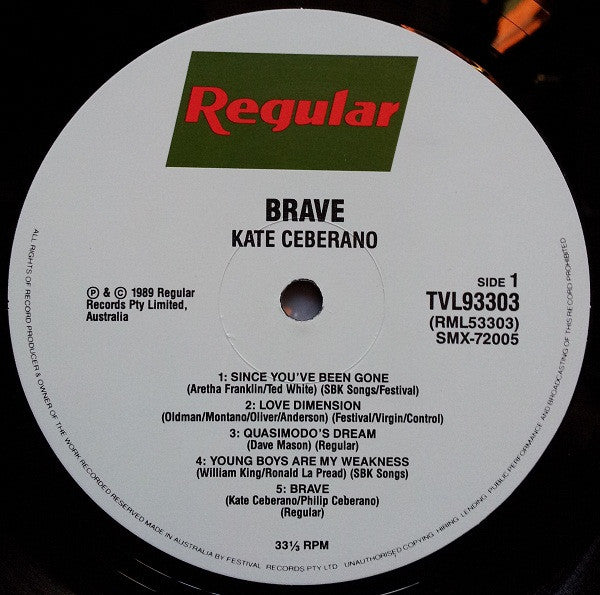 Regular
BRAVE
KATE CEBERANO
Ⓟ & © 1989 Regular
Records Pty Limited,
Australia
SIDE 1
TVL93303
(RML53303)
SMX-72005
1: SINCE YOU'VE BEEN GONE
(Aretha Franklin/Ted White) (SBK Songs/Festival)
2: LOVE DIMENSION
(Oldman/Montano/Oliver/Anderson) (Festival/Virgin/Control)
3: QUASIMODO'S DREAM
(Dave Mason) (Regular)
4: YOUNG BOYS ARE MY WEAKNESS
(William King/Ronald La Pread) (SBK Songs)
5: BRAVE
(Kate Ceberano/Philip Ceberano)
(Regular)
33⅓ RPM
ALL RIGHTS OF RECORD PRODUCER & OWNER OF THE WORK RECORDED RESERVED MADE IN AUSTRALIA BY FESTIVAL RECORDS PTY LTD UNAUTHORISED COPYING, HIRING, LENDING, PUBLIC PERFORMANCE AND BROADCASTING OF THIS RECORD PROHIBITED